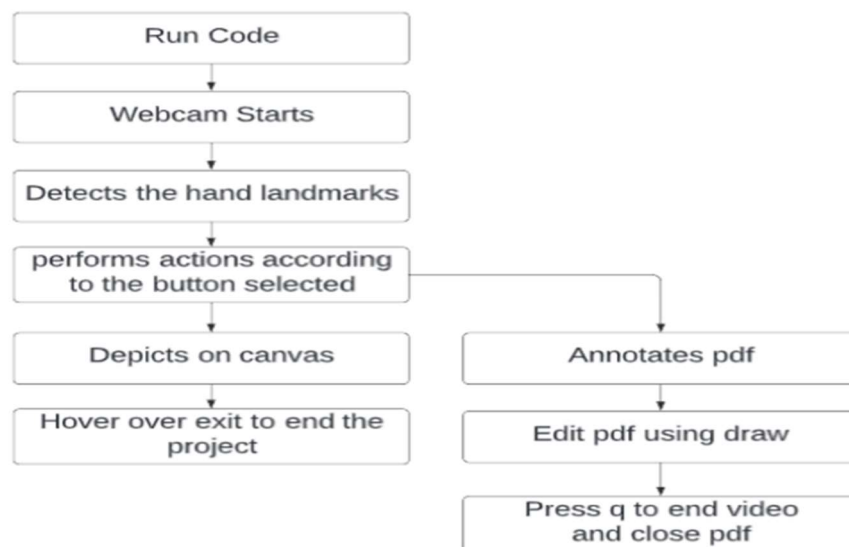 Run Code
Webcam Starts
Detects the hand landmarks
performs actions according
to the button selected
Depicts on canvas
Hover over exit to end the
project
Annotates pdf
Edit pdf using draw
Press q to end video
and close pdf